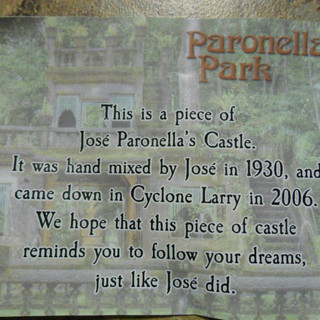 Paronella
Park
This is a piece of
José Paronella's Castle.
It was hand mixed by José in 1930, and
came down in Cyclone Larry in 2006.
We hope that this piece of castle
reminds you to follow your dreams,
just like José did.